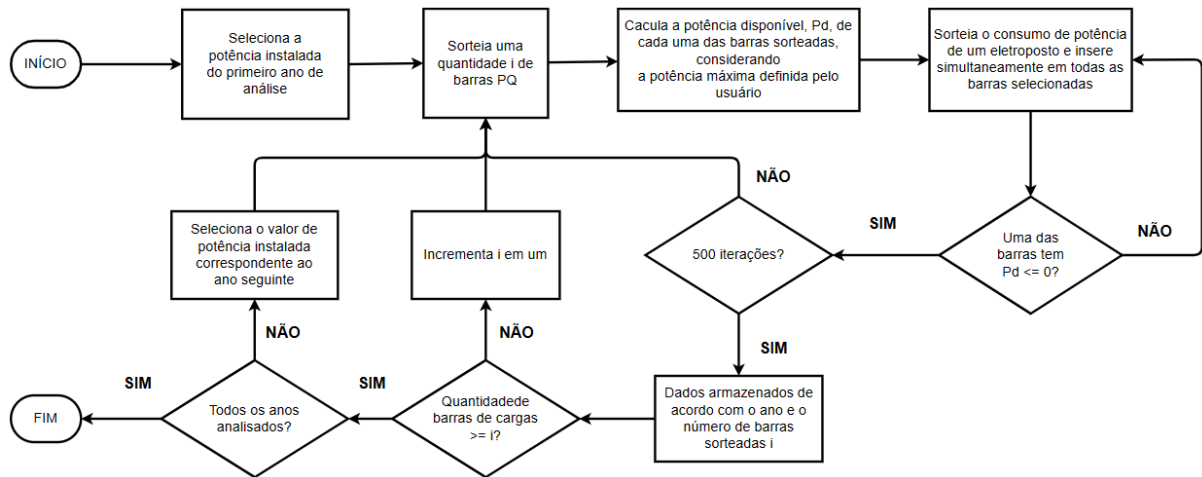 INÍCIO
Seleciona a
potência instalada
do primeiro ano de
análise
Sorteia uma
quantidade i de
barras PQ
Cacula a potência disponível, Pd, de
cada uma das barras sorteadas,
considerando
a potência máxima definida pelo
usuário
Sorteia o consumo de potência
de um eletroposto e insere
simultaneamente em todas as
barras selecionadas
Uma das
barras tem
Pd <= 0?
NÃO
SIM
500 iterações?
NÃO
SIM
Dados armazenados de
acordo com o ano e o
número de barras
sorteadas i
Quantidadede
barras de cargas
>= i?
NÃO
Incrementa i em um
SIM
Todos os anos
analisados?
NÃO
Seleciona o valor de
potência instalada
correspondente ao
ano seguinte
SIM
FIM